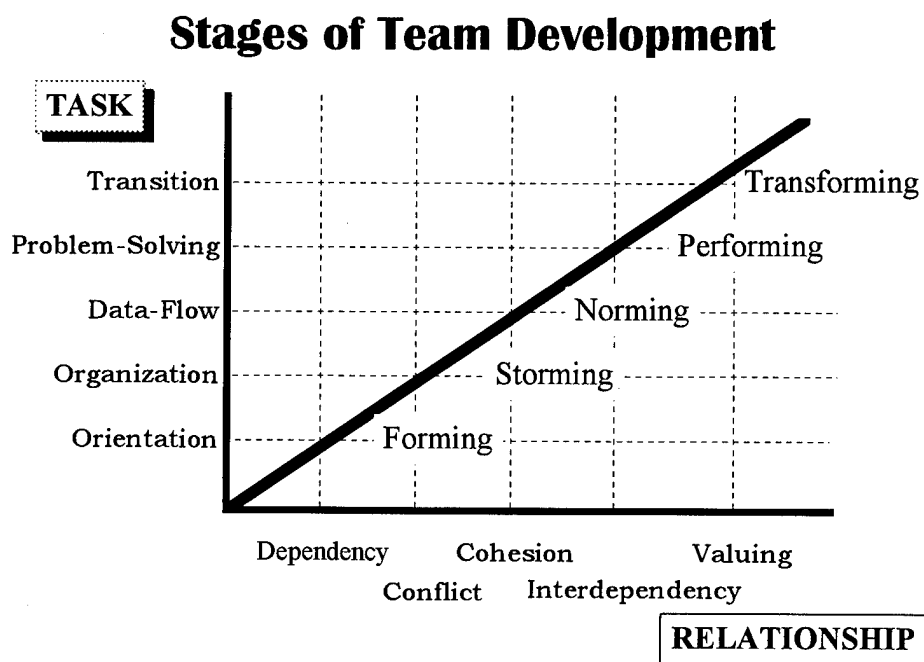 Stages of Team Development
TASK
Transition
Transforming
Problem-Solving
Performing
Data-Flow
Norming
Organization
Storming
Orientation
Forming
Dependency
Cohesion
Valuing
Conflict
Interdependency
RELATIONSHIP